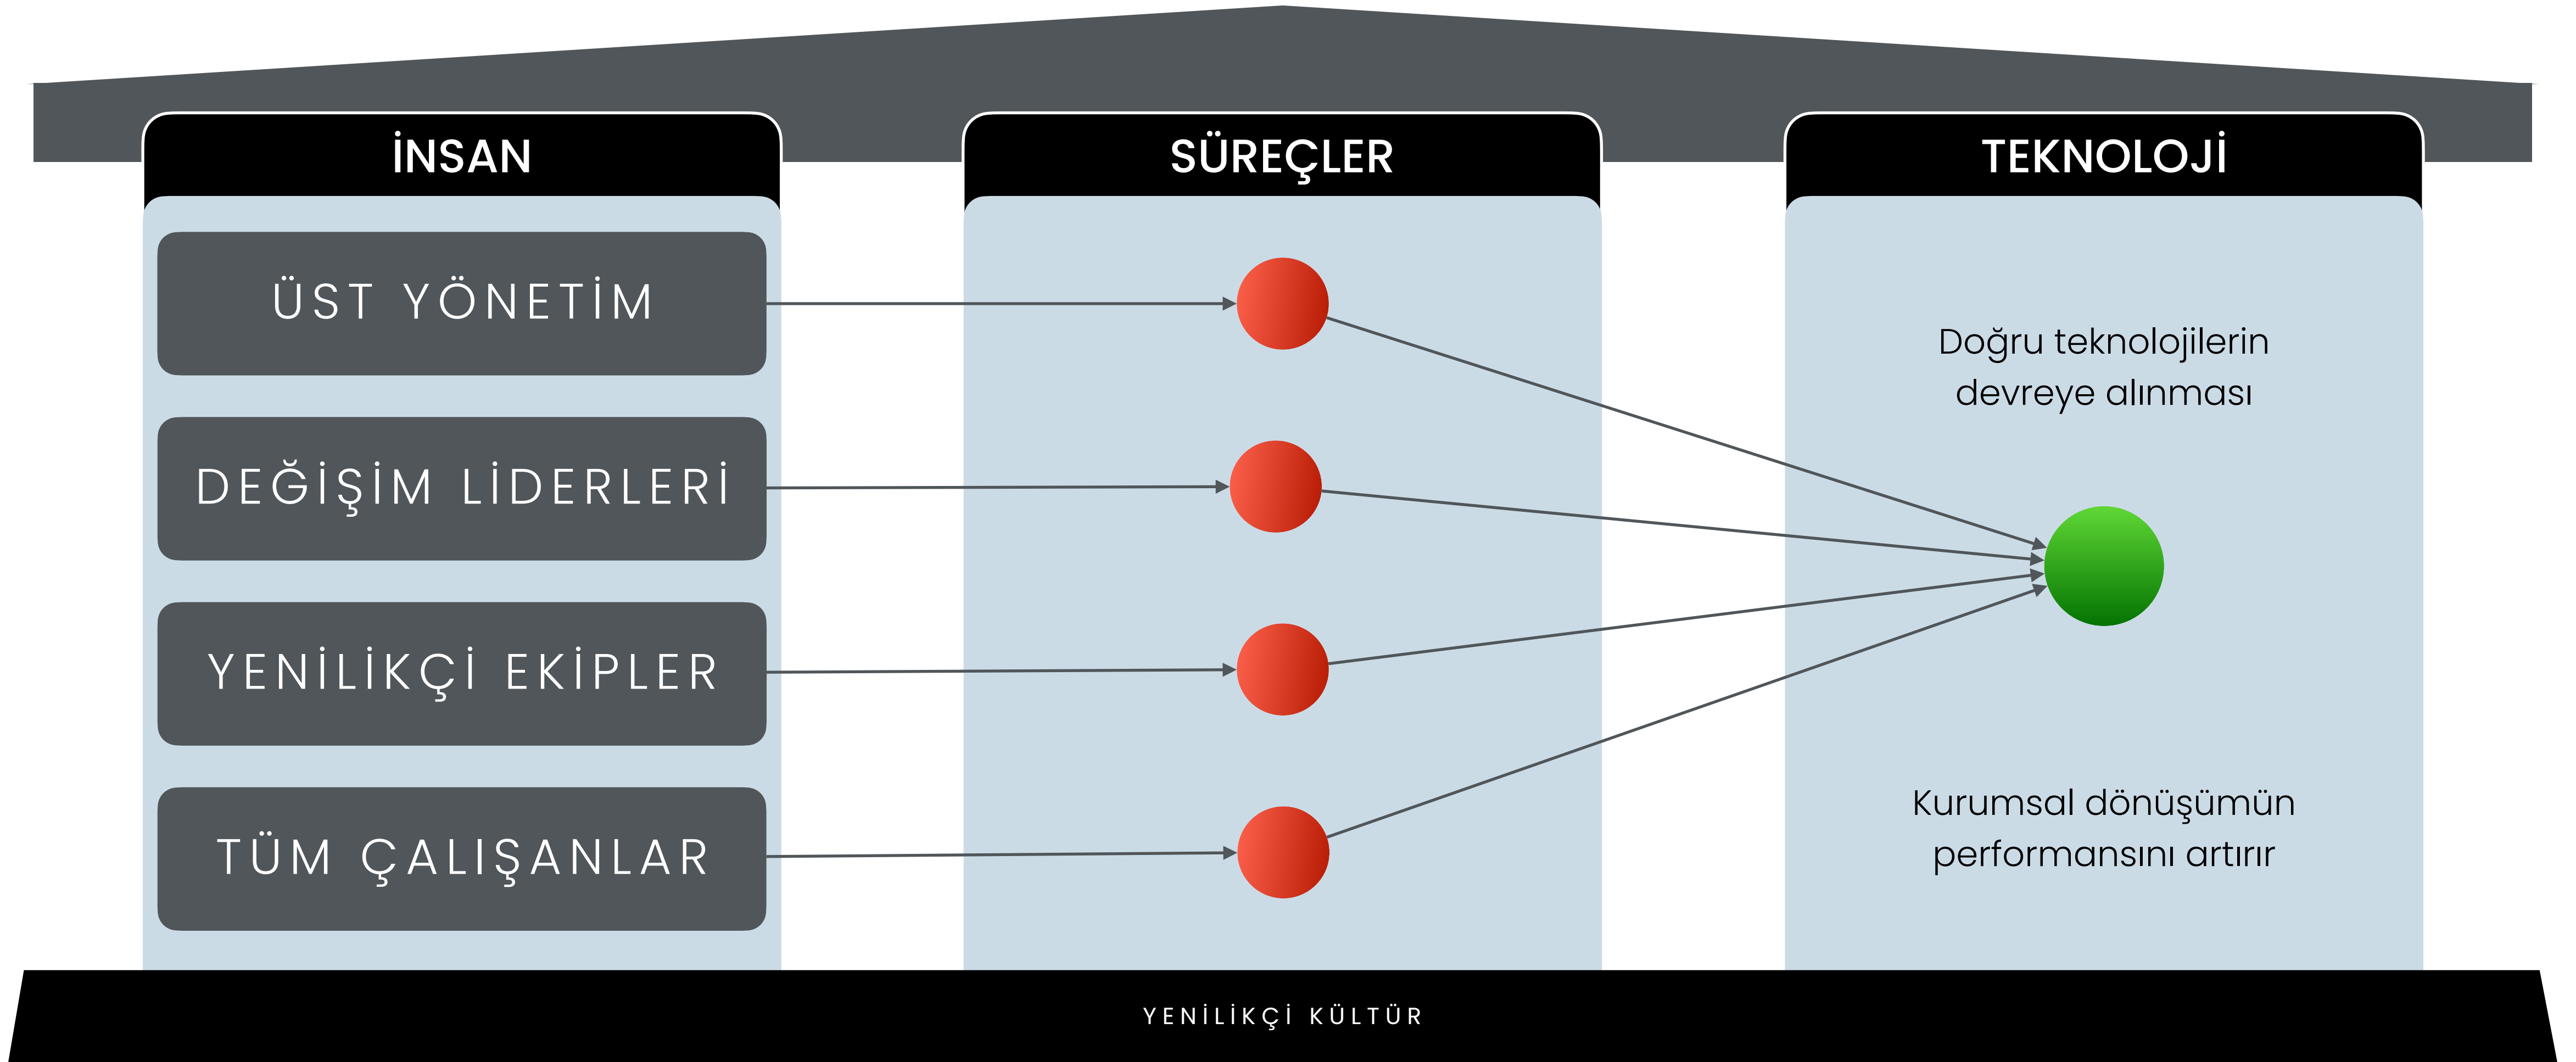 İNSAN
SÜREÇLER
TEKNOLOJİ
ÜST YÖNETİM
DEĞİŞİM LİDERLERİ
YENİLİKÇİ EKİPLER
TÜM ÇALIŞANLAR
Doğru teknolojilerin
devreye alınması
Kurumsal dönüşümün
performansını artırır
YENİLİKÇİ KÜLTÜR